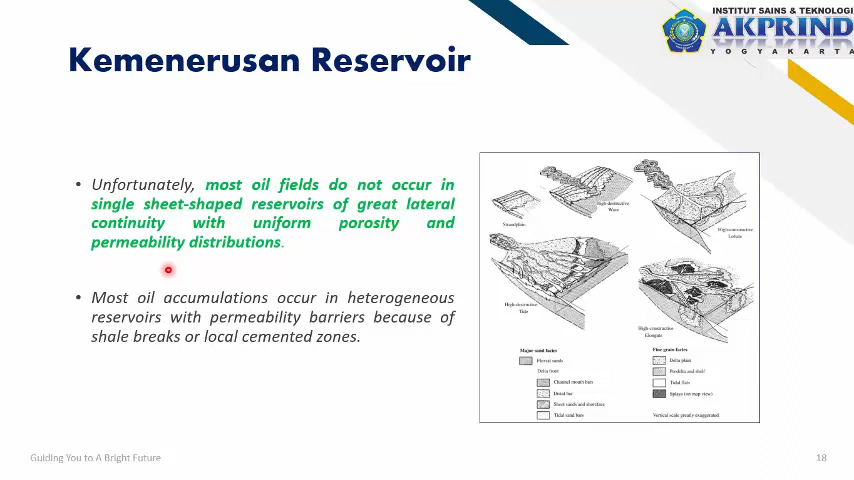 INSTITUT SAINS & TEKNOLOGI
AKPRIND
YOGYAKARTA
Kemenerusan Reservoir
• Unfortunately, most oil fields do not occur in
single sheet-shaped reservoirs of great lateral
continuity with uniform porosity and
permeability distributions.
• Most oil accumulations occur in heterogeneous
reservoirs with permeability barriers because of
shale breaks or local cemented zones.
Strandplain
High-destructive
Wave
High-constructive
Lobate
High-destructive
Tide
High-constructive
Elongate
Major sand facies
Fluvial sands
Delta front
Channel mouth bars
Distal bar
Sheet sands and shoreface
Tidal sand bars
Fine grain facies
Delta plain
Prodelta and shelf
Tidal flats
Splays (in map view)
Vertical scale greatly exaggerated
Guiding You to A Bright Future
18